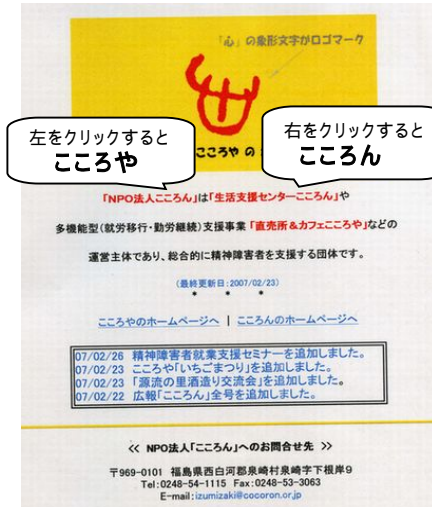 「心」の象形文字がロゴマーク
左をクリックすると
こころや
右をクリックすると
こころん
こころや の
「NPO法人こころん」は「生活支援センターこころん」や
多機能型(就労移行・勤労継続)支援事業「直売所&カフェこころや」などの
運営主体であり、総合的に精神障害者を支援する団体です。
(最終更新日:2007/02/23)
* * *
こころやのホームページへ | こころんのホームページへ
07/02/26 精神障害者就業支援セミナーを追加しました。
07/02/23 こころや「いちごまつり」を追加しました。
07/02/23 「源流の里酒造り交流会」を追加しました。
07/02/22 広報「こころん」全号を追加しました。
<< NPO法人「こころん」へのお問合せ先 >>
〒969-0101 福島県西白河郡泉崎村泉崎字下根岸9
Tel:0248-54-1115 Fax:0248-53-3063
E-mail:izumizaki@cocoron.or.jp